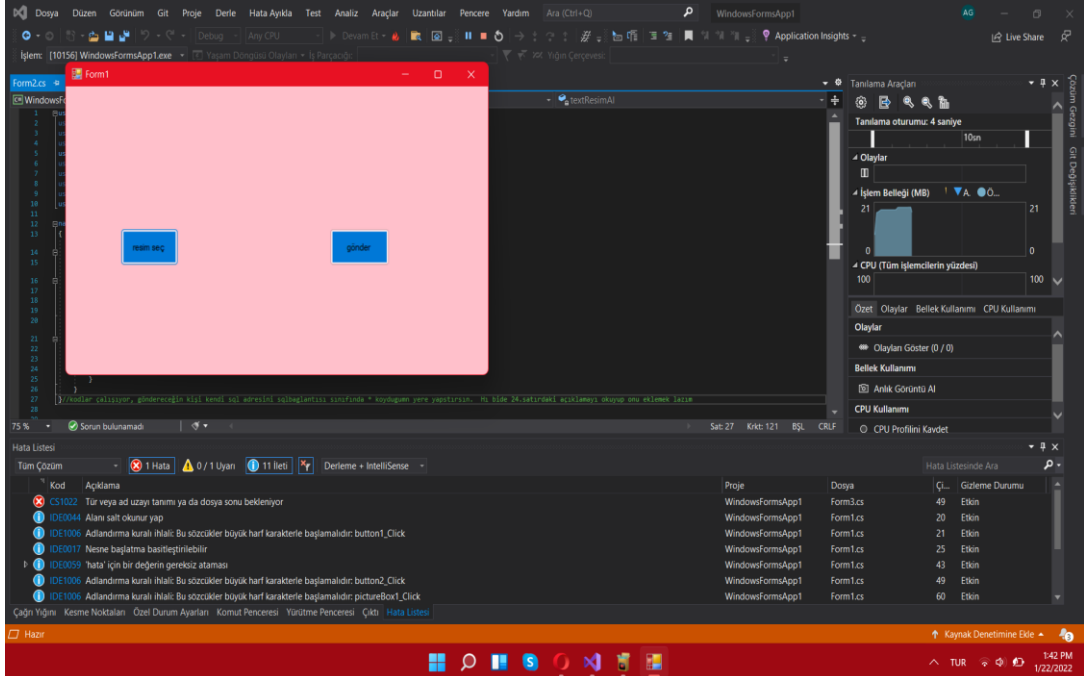 Dosya Düzen Görünüm Git Proje Derle Hata Ayıkla Test Analiz Araçlar Uzantılar Pencere Yardım Ara (Ctrl+Q) WindowsFormsApp1 AG
Debug Any CPU Devam Et Application Insights Live Share
İşlem: [10156] WindowsFormsApp1.exe Yaşam Döngüsü Olayları İş Parçacığı: Yığın Çerçevesi:
Form2.cs
Form1
textResimAl
resim seç
gönder
}//kodlar çalışıyor, göndereceğin kişi kendi sql adresini sqlbaglantısı sınıfında * koydugum yere yapıstırsın. Hı bide 24.satırdaki açıklamayı okuyup onu eklemek lazım
75 % Sorun bulunamadı Sat: 27 Krkt: 121 BŞL CRLF
Tanılama Araçları
Tanılama oturumu: 4 saniye
10sn
Olaylar
İşlem Belleği (MB) A. Ö...
21 21
0 0
CPU (Tüm işlemcilerin yüzdesi)
100 100
Özet Olaylar Bellek Kullanımı CPU Kullanımı
Olaylar
Olayları Göster (0 / 0)
Bellek Kullanımı
Anlık Görüntü Al
CPU Kullanımı
CPU Profilini Kaydet
Çözüm Gezgini
Git Değişiklikleri
Hata Listesi
Tüm Çözüm 1 Hata 0 / 1 Uyarı 11 İleti Derleme + IntelliSense Hata Listesinde Ara
Kod Açıklama Proje Dosya Çi... Gizleme Durumu
CS1022 Tür veya ad uzayı tanımı ya da dosya sonu bekleniyor WindowsFormsApp1 Form3.cs 49 Etkin
IDE0044 Alanı salt okunur yap WindowsFormsApp1 Form1.cs 20 Etkin
IDE1006 Adlandırma kuralı ihlali: Bu sözcükler büyük harf karakterle başlamalıdır: button1_Click WindowsFormsApp1 Form1.cs 21 Etkin
IDE0017 Nesne başlatma basitleştirilebilir WindowsFormsApp1 Form1.cs 25 Etkin
IDE0059 'hata' için bir değerin gereksiz ataması WindowsFormsApp1 Form1.cs 43 Etkin
IDE1006 Adlandırma kuralı ihlali: Bu sözcükler büyük harf karakterle başlamalıdır: button2_Click WindowsFormsApp1 Form1.cs 49 Etkin
IDE1006 Adlandırma kuralı ihlali: Bu sözcükler büyük harf karakterle başlamalıdır: pictureBox1_Click WindowsFormsApp1 Form1.cs 60 Etkin
Çağrı Yığını Kesme Noktaları Özel Durum Ayarları Komut Penceresi Yürütme Penceresi Çıktı Hata Listesi
Hazır Kaynak Denetimine Ekle
TUR 1:42 PM
1/22/2022